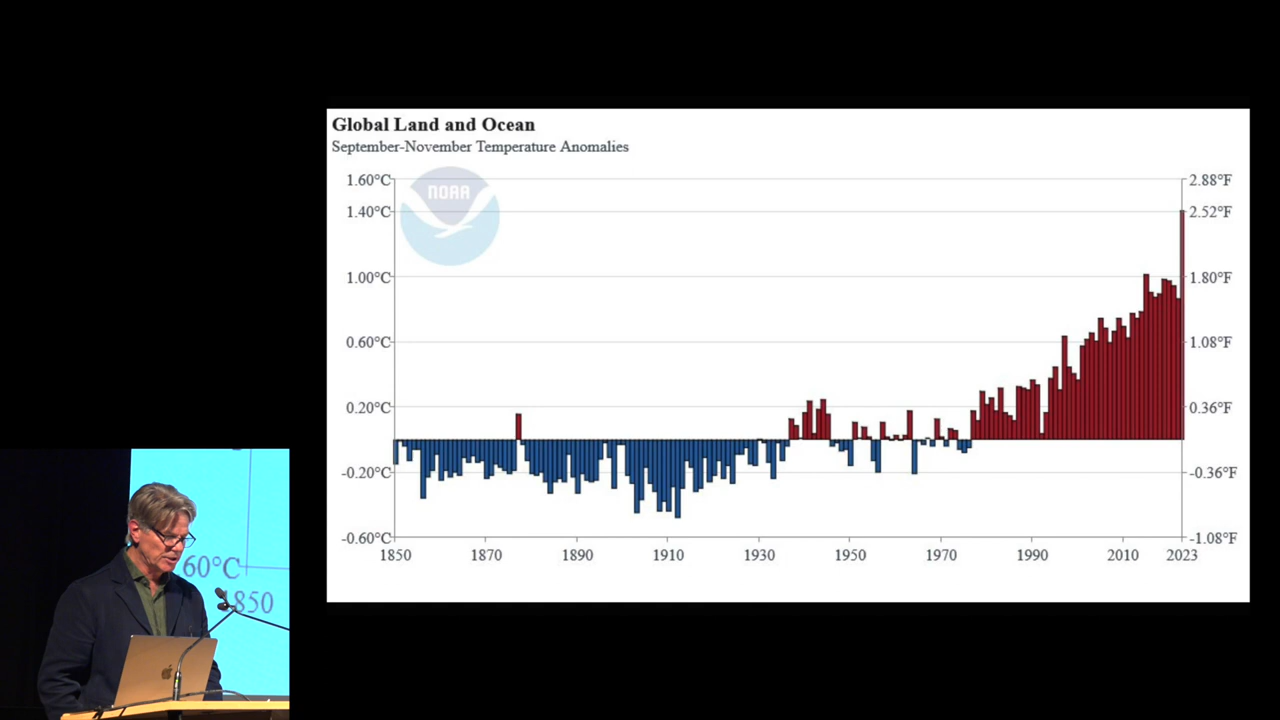 Global Land and Ocean
September-November Temperature Anomalies
NOAA
1.60°C 2.88°F
1.40°C 2.52°F
1.00°C 1.80°F
0.60°C 1.08°F
0.20°C 0.36°F
-0.20°C -0.36°F
-0.60°C -1.08°F
1850 1870 1890 1910 1930 1950 1970 1990 2010 2023
60°C
850